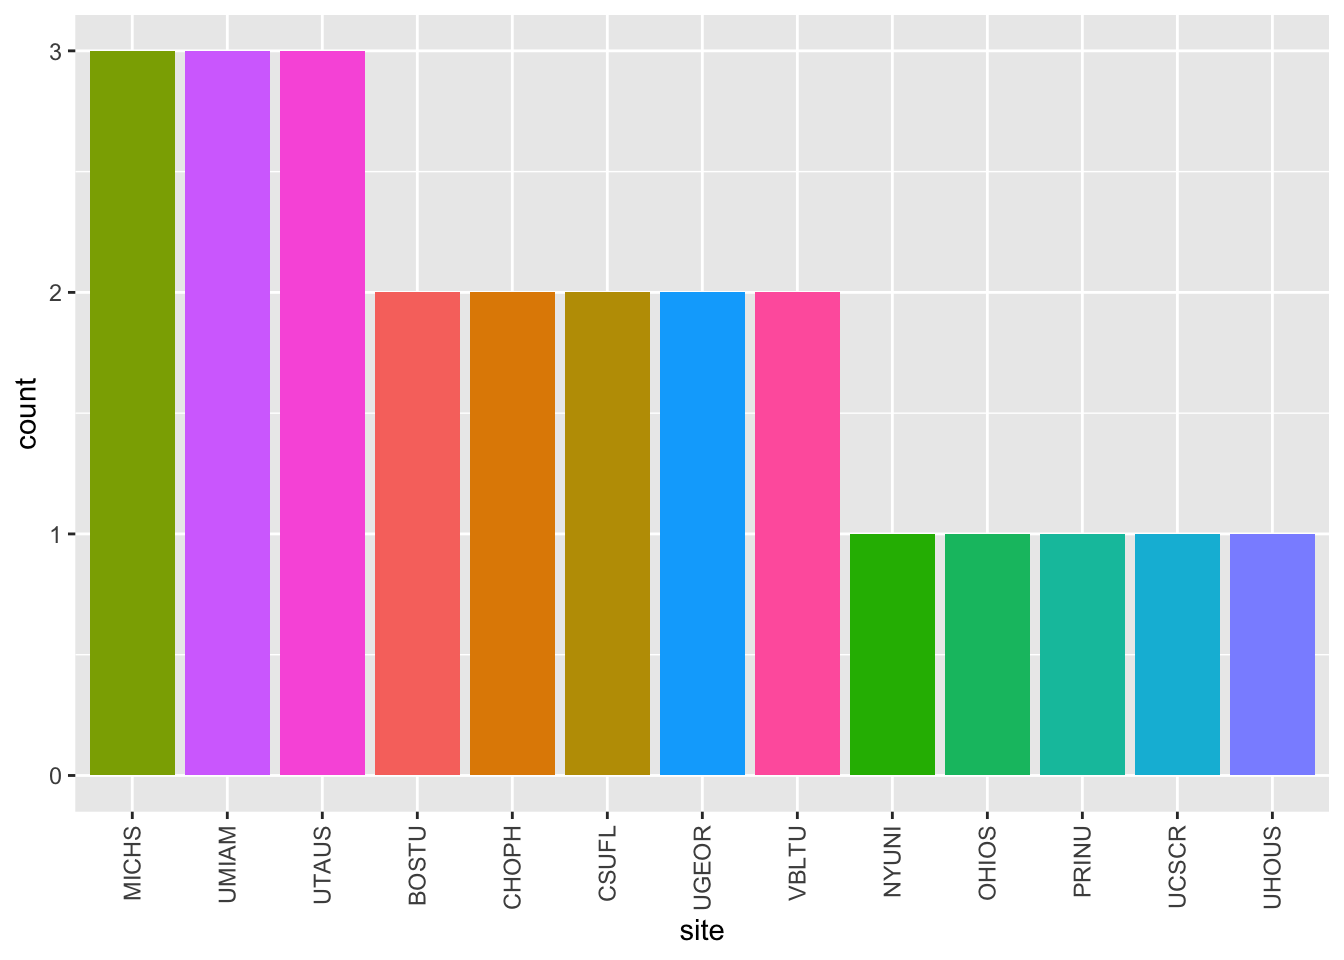 3
2
1
0
count
MICHS
UMIAM
UTAUS
BOSTU
CHOPH
CSUFL
UGEOR
VBLTU
NYUNI
OHIOS
PRINU
UCSCR
UHOUS
site